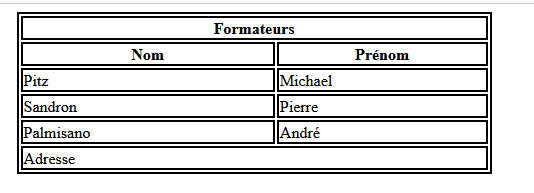 Formateurs
Nom Prénom
Pitz Michael
Sandron Pierre
Palmisano André
Adresse